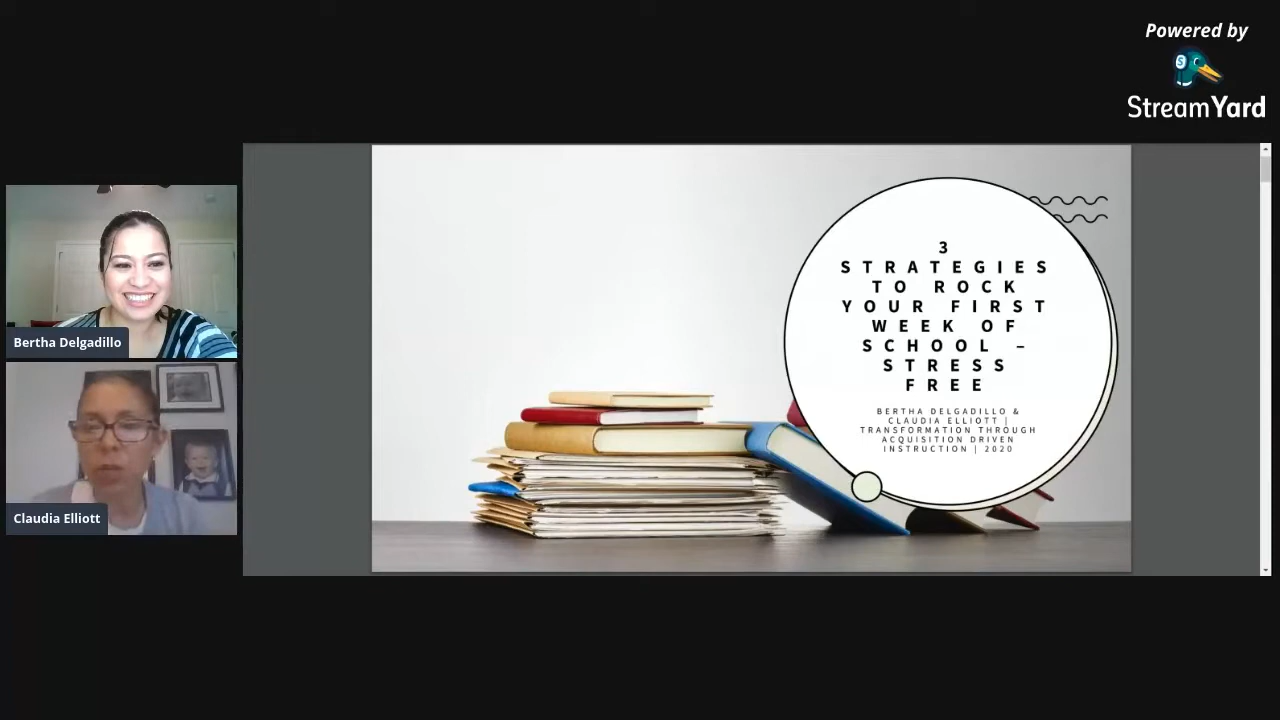 Powered by
StreamYard
Bertha Delgadillo
Claudia Elliott
3
STRATEGIES
TO ROCK
YOUR FIRST
WEEK OF
SCHOOL –
STRESS
FREE
BERTHA DELGADILLO &
CLAUDIA ELLIOTT |
TRANSFORMATION THROUGH
ACQUISITION DRIVEN
INSTRUCTION | 2020